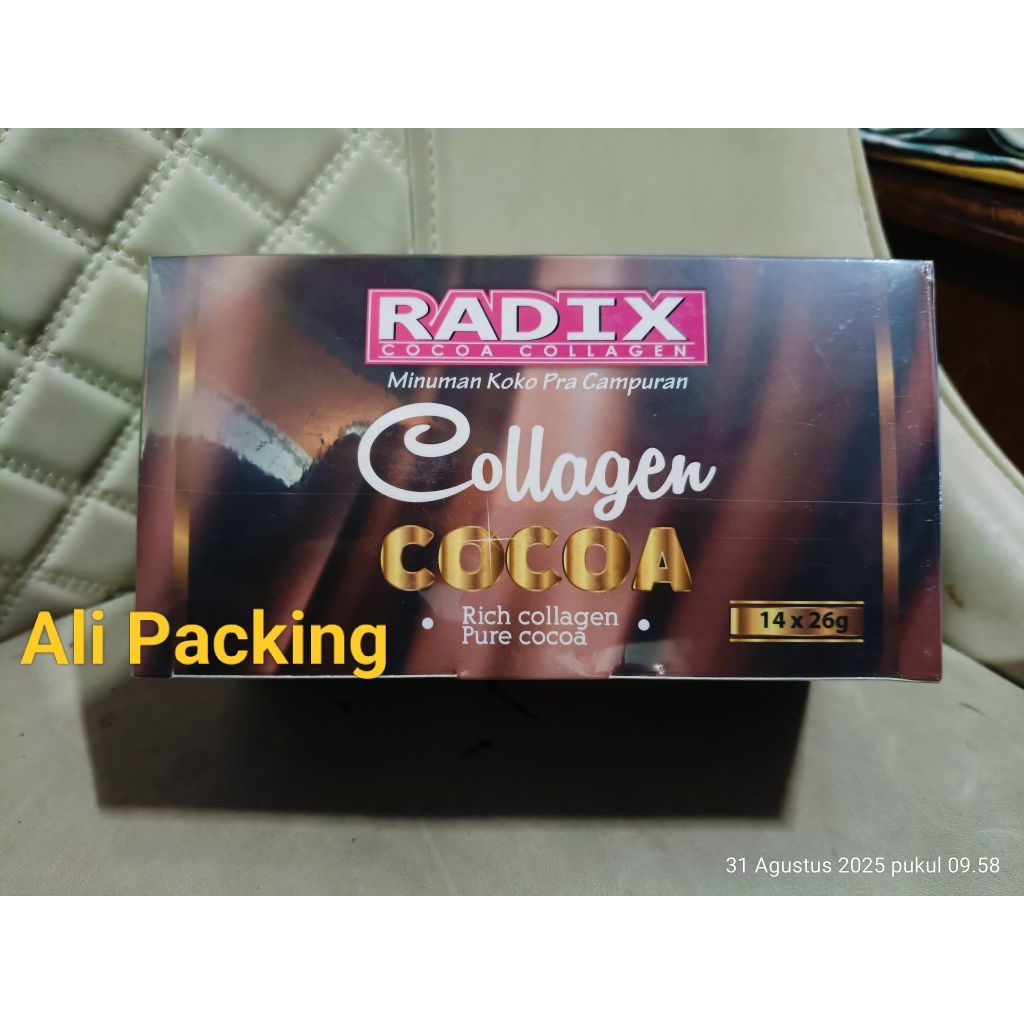 RADIX
COCOA COLLAGEN
Minuman Koko Pra Campuran
Collagen
COCOA
• Rich collagen •
Pure cocoa
14 x 26g
Ali Packing
31 Agustus 2025 pukul 09.58